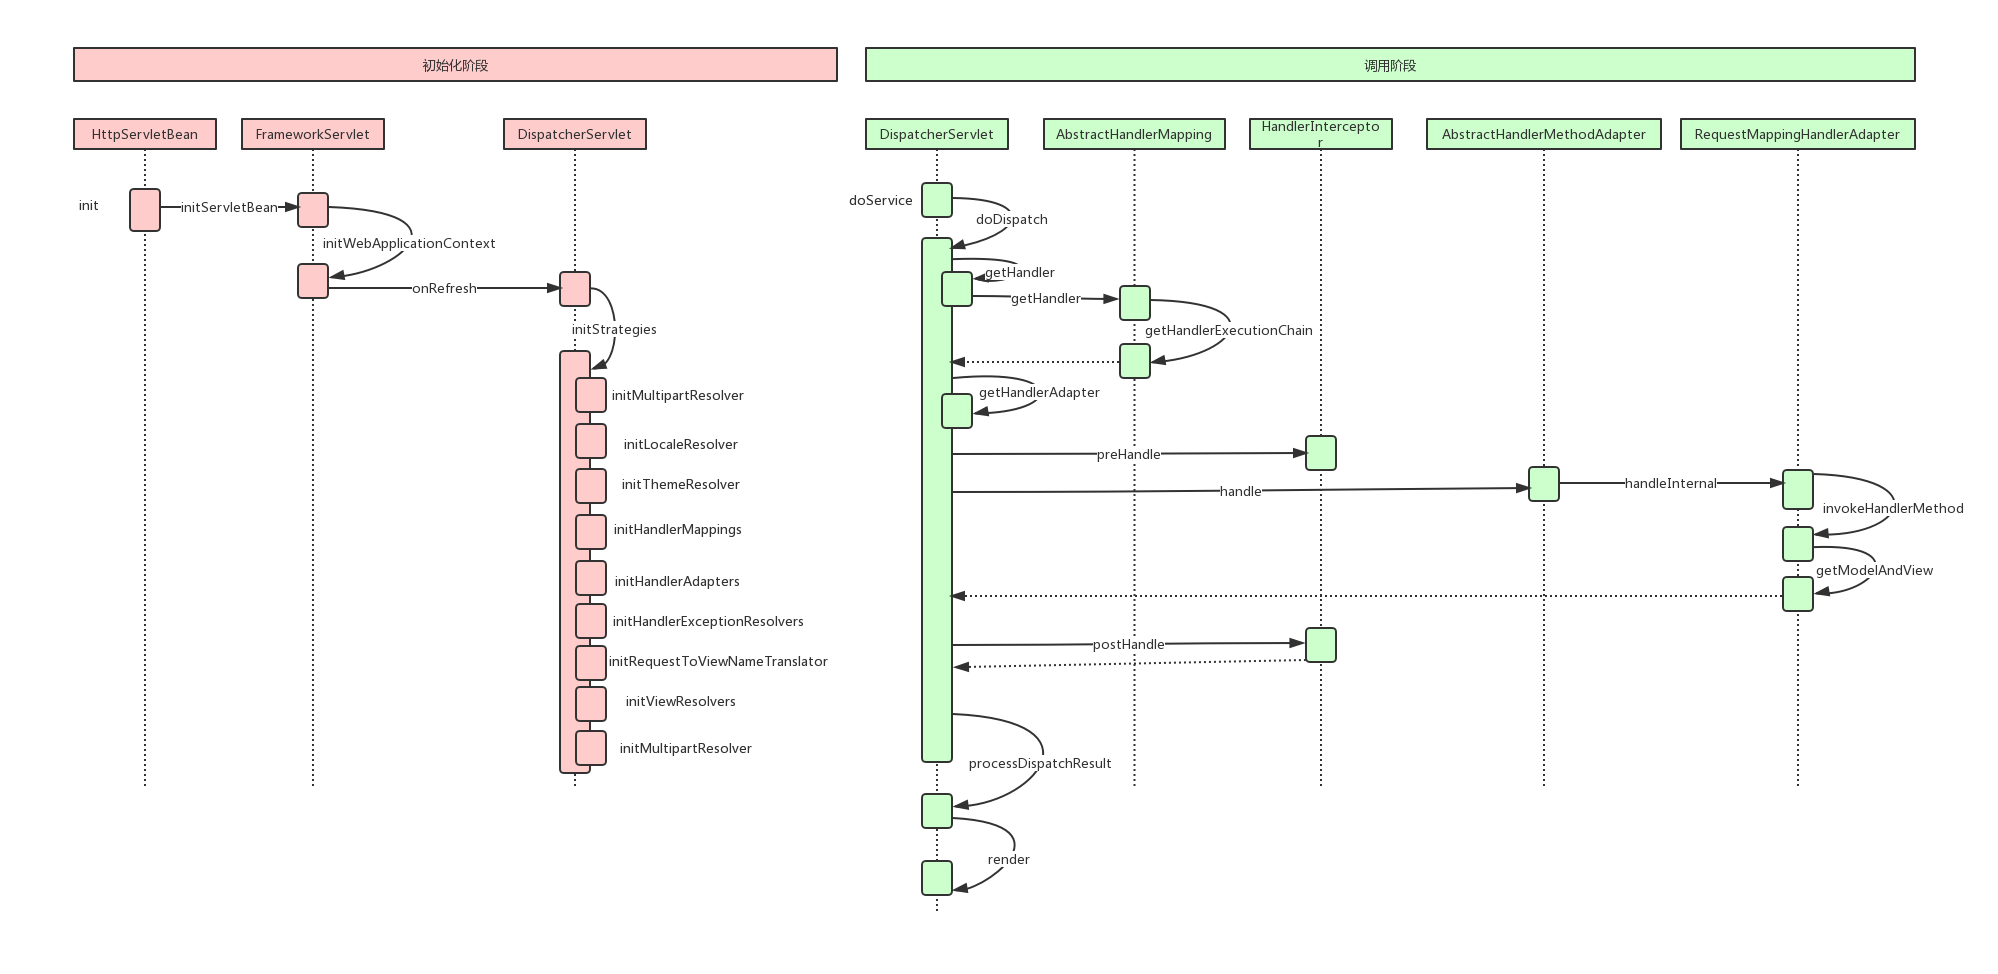 初始化阶段
调用阶段
HttpServletBean
FrameworkServlet
DispatcherServlet
DispatcherServlet
AbstractHandlerMapping
HandlerIntercepto
r
AbstractHandlerMethodAdapter
RequestMappingHandlerAdapter
init
initServletBean
initWebApplicationContext
onRefresh
initStrategies
initMultipartResolver
initLocaleResolver
initThemeResolver
initHandlerMappings
initHandlerAdapters
initHandlerExceptionResolvers
initRequestToViewNameTranslator
initViewResolvers
initMultipartResolver
doService
doDispatch
getHandler
getHandler
getHandlerExecutionChain
getHandlerAdapter
preHandle
handle
handleInternal
invokeHandlerMethod
getModelAndView
postHandle
processDispatchResult
render